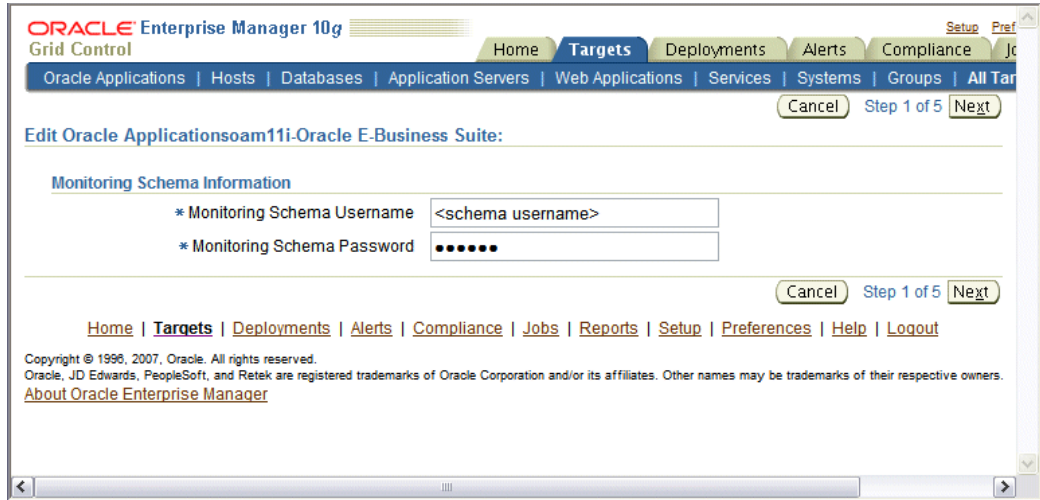 ORACLE Enterprise Manager 10g
Grid Control
Setup Pref
Home Targets Deployments Alerts Compliance
Oracle Applications | Hosts | Databases | Application Servers | Web Applications | Services | Systems | Groups | All Tar
Cancel Step 1 of 5 Next
Edit Oracle Applicationsoam11i-Oracle E-Business Suite:
Monitoring Schema Information
* Monitoring Schema Username <schema username>
* Monitoring Schema Password ••••••
Cancel Step 1 of 5 Next
Home | Targets | Deployments | Alerts | Compliance | Jobs | Reports | Setup | Preferences | Help | Logout
Copyright © 1996, 2007, Oracle. All rights reserved.
Oracle, JD Edwards, PeopleSoft, and Retek are registered trademarks of Oracle Corporation and/or its affiliates. Other names may be trademarks of their respective owners.
About Oracle Enterprise Manager